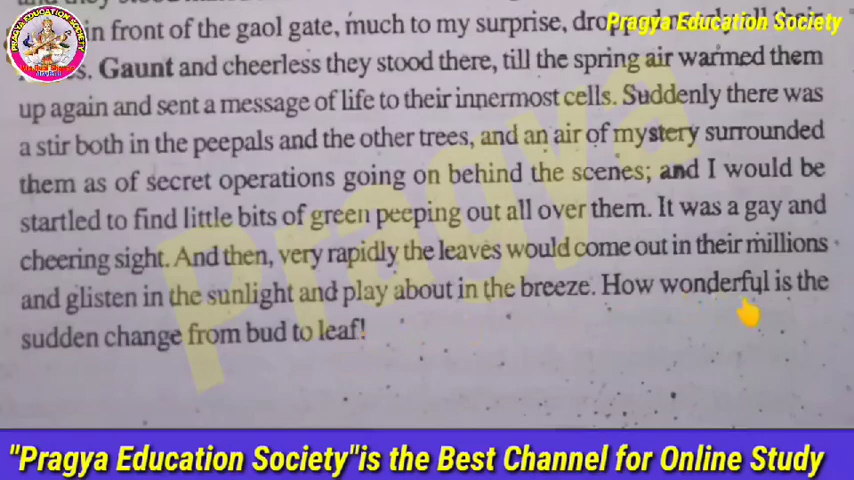 Pragya Education Society
in front of the gaol gate, much to my surprise,
Gaunt and cheerless they stood there, till the spring air warmed them
up again and sent a message of life to their innermost cells. Suddenly there was
a stir both in the peepals and the other trees, and an air of mystery surrounded
them as of secret operations going on behind the scenes; and I would be
startled to find little bits of green peeping out all over them. It was a gay and
cheering sight. And then, very rapidly the leaves would come out in their millions
and glisten in the sunlight and play about in the breeze. How wonderful is the
sudden change from bud to leaf!
Pragya
"Pragya Education Society"is the Best Channel for Online Study